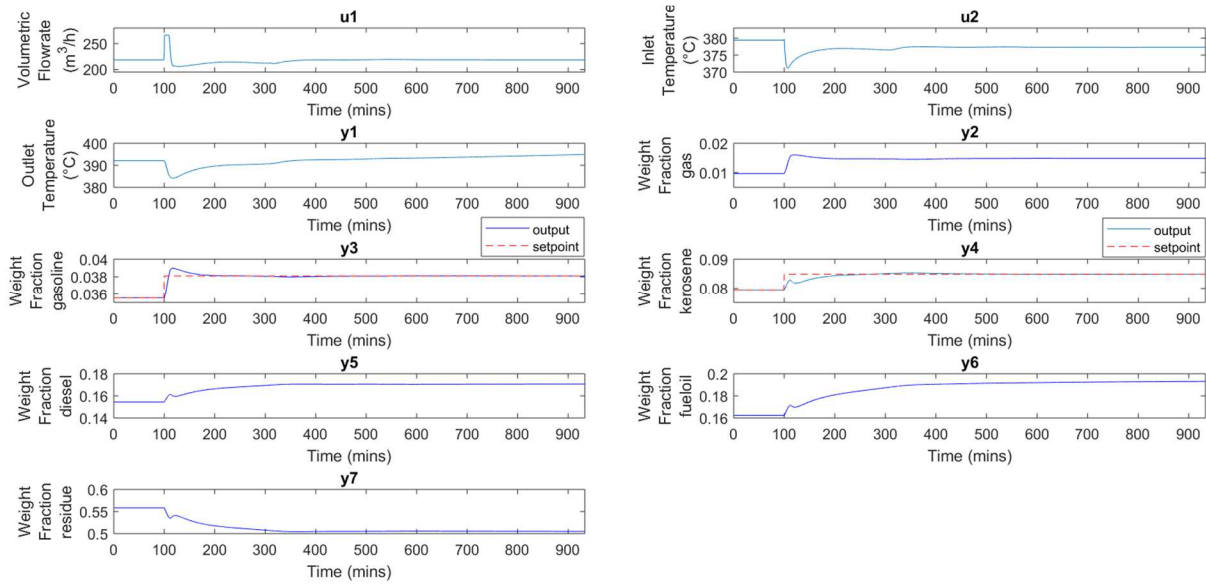 u1
Volumetric
Flowrate
(m³/h)
250
200
0 100 200 300 400 500 600 700 800 900
Time (mins)
u2
Inlet
Temperature
(°C)
380
375
370
0 100 200 300 400 500 600 700 800 900
Time (mins)
y1
Outlet
Temperature
(°C)
400
390
380
0 100 200 300 400 500 600 700 800 900
Time (mins)
y2
Weight
Fraction
gas
0.02
0.01
0 100 200 300 400 500 600 700 800 900
Time (mins)
output
setpoint
y3
Weight
Fraction
gasoline
0.04
0.038
0.036
0 100 200 300 400 500 600 700 800 900
Time (mins)
output
setpoint
y4
Weight
Fraction
kerosene
0.09
0.08
0 100 200 300 400 500 600 700 800 900
Time (mins)
y5
Weight
Fraction
diesel
0.18
0.16
0.14
0 100 200 300 400 500 600 700 800 900
Time (mins)
y6
Weight
Fraction
fueloil
0.2
0.18
0.16
0 100 200 300 400 500 600 700 800 900
Time (mins)
y7
Weight
Fraction
residue
0.6
0.55
0.5
0 100 200 300 400 500 600 700 800 900
Time (mins)